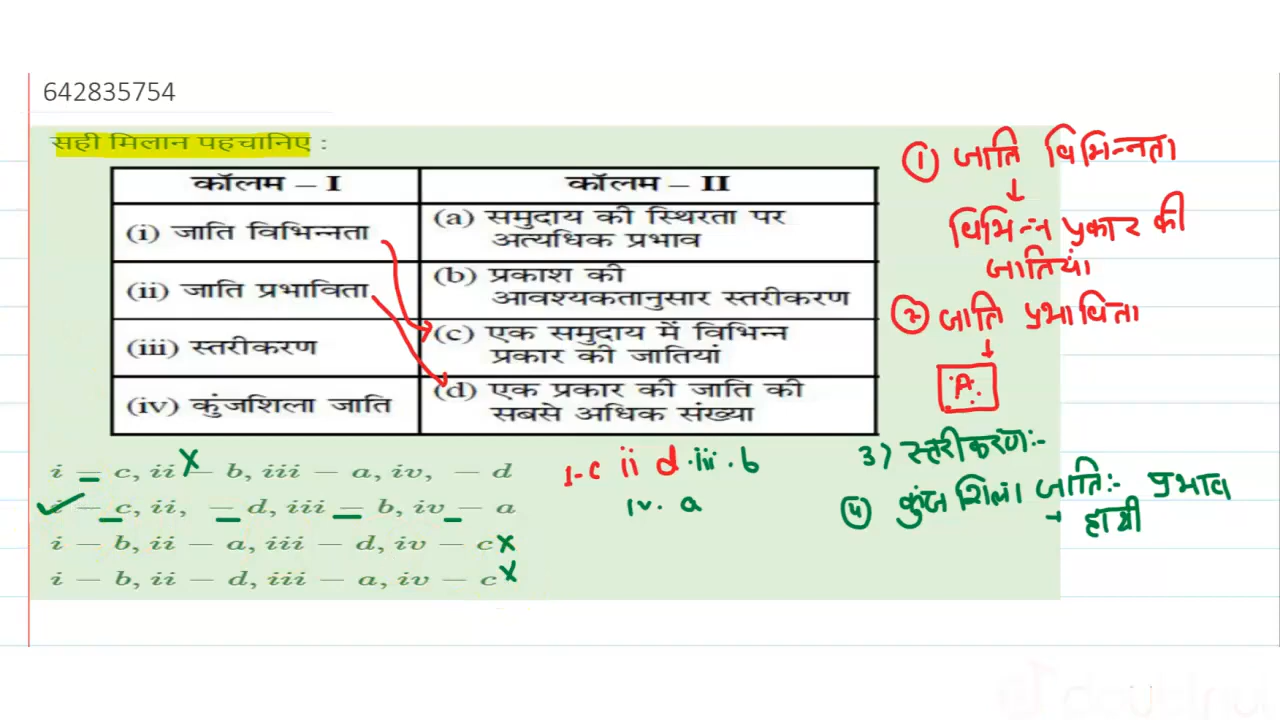 642835754
सही मिलान पहचानिए :
कॉलम – I कॉलम – II
(i) जाति विभिन्नता (a) समुदाय की स्थिरता पर
अत्यधिक प्रभाव
(ii) जाति प्रभाविता (b) प्रकाश की
आवश्यकतानुसार स्तरीकरण
(iii) स्तरीकरण (c) एक समुदाय में विभिन्न
प्रकार की जातियां
(iv) कुंजशिला जाति (d) एक प्रकार की जाति की
सबसे अधिक संख्या
i – c, ii – b, iii – a, iv, – d
i – c, ii, – d, iii – b, iv – a
i – b, ii – a, iii – d, iv – c
i – b, ii – d, iii – a, iv – c
1-c ii d. iii. b
iv. a
① जाति विभिन्नता
विभिन्न प्रकार की
जातियां
② जाति प्रभाविता
A
3) स्तरीकरण:-
④ कुंज शिला जाति:- प्रभाव
हाथी
doubtnut